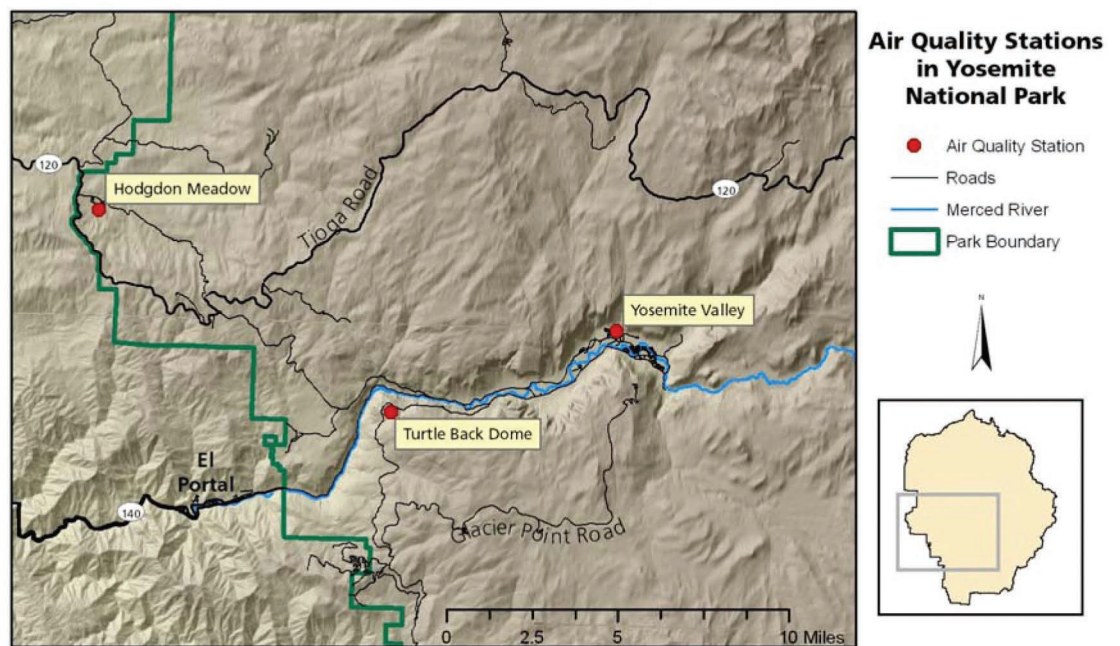 Air Quality Stations
in Yosemite
National Park
Air Quality Station
Roads
Merced River
Park Boundary
N
120
Hodgdon Meadow
Tioga Road
120
Yosemite Valley
Turtle Back Dome
El
Portal
140
Glacier Point Road
0 2.5 5 10 Miles